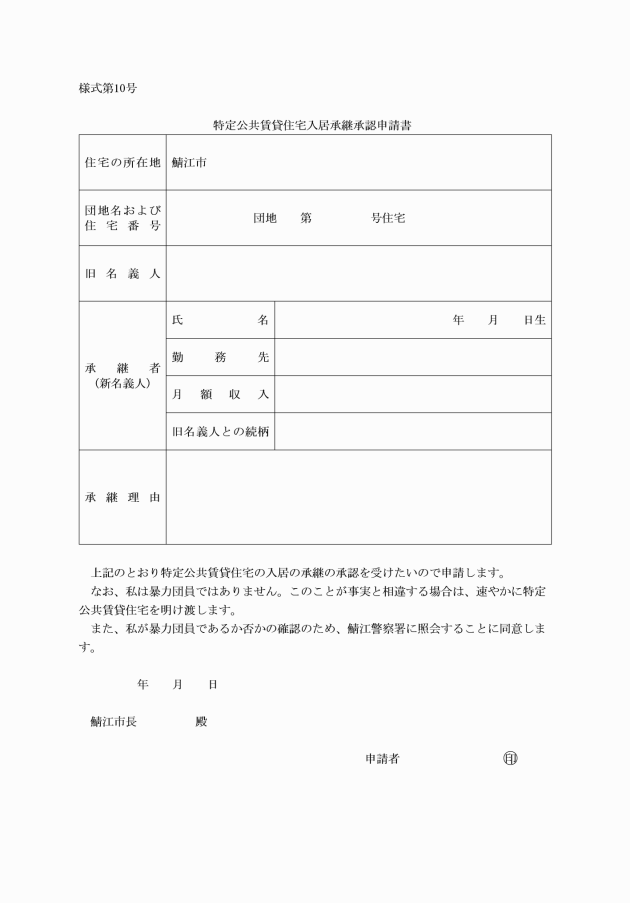 様式第10号
特定公共賃貸住宅入居承継承認申請書
住宅の所在地 鯖江市
団地名および
住宅番号
団地 第 号住宅
旧名義人
承継者
（新名義人）
氏名 年 月 日生
勤務先
月額収入
旧名義人との続柄
承継理由
上記のとおり特定公共賃貸住宅の入居の承継の承認を受けたいので申請します。
なお、私は暴力団員ではありません。このことが事実と相違する場合は、速やかに特定
公共賃貸住宅を明け渡します。
また、私が暴力団員であるか否かの確認のため、鯖江警察署に照会することに同意しま
す。
年 月 日
鯖江市長 殿
申請者 ㊞